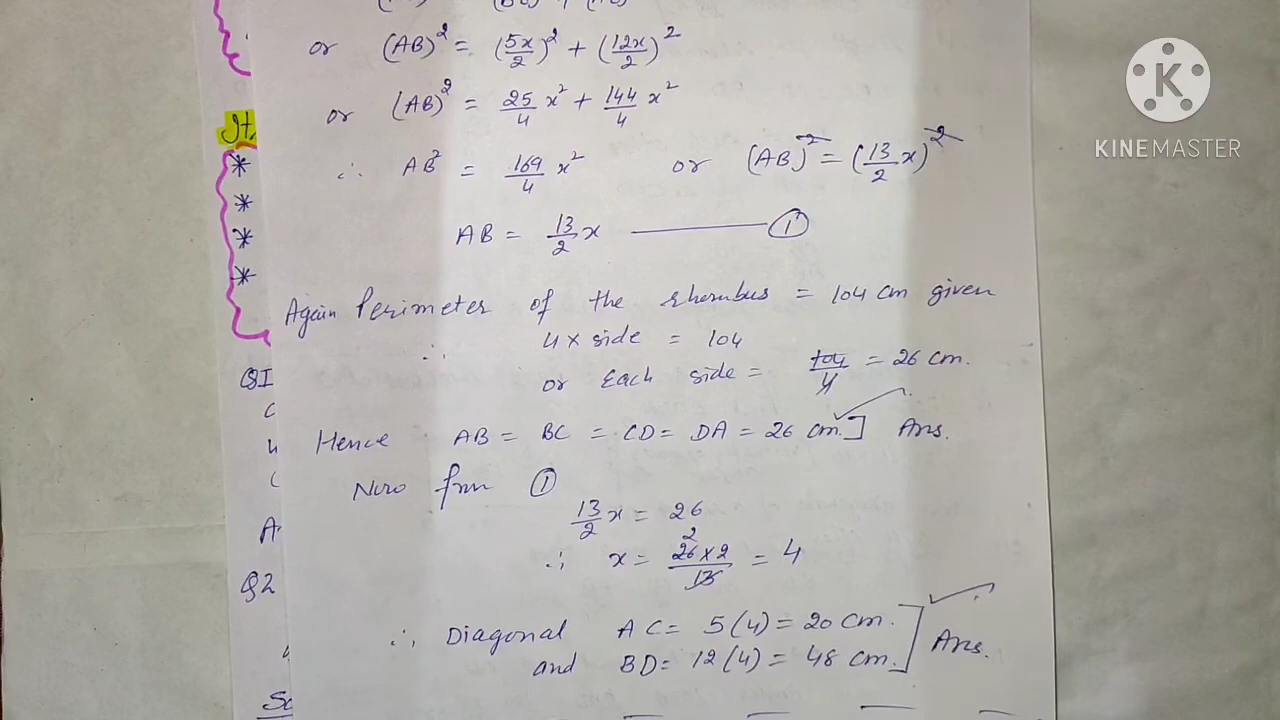 or (AB)² = (5x/2)² + (12x/2)²
or (AB)² = 25/4 x² + 144/4 x²
∴ AB² = 169/4 x² or (AB)² = (13/2 x)²
AB = 13/2 x ——— ①
Again Perimeter of the rhombus = 104 cm given
∴ 4 × side = 104
or Each side = 104/4 = 26 cm.
Hence AB = BC = CD = DA = 26 cm.] Ans.
Now from ①
13/2 x = 26
∴ x = 26 × 2/13 = 4
2
∴ Diagonal AC = 5(4) = 20 cm.
and BD = 12(4) = 48 cm.] Ans.
*
*
*
*
QI
Q2
K
KINEMASTER